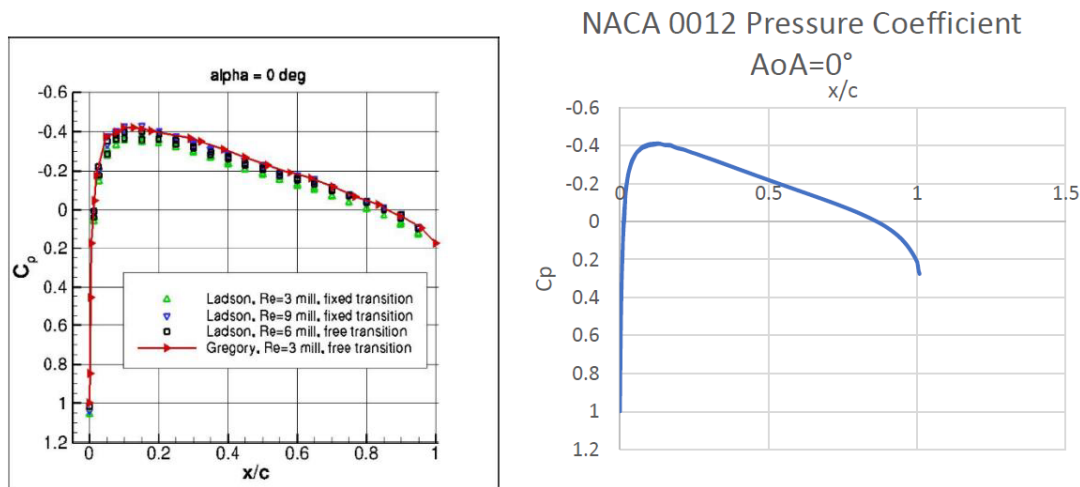 alpha = 0 deg
-0.6
-0.4
-0.2
0
0.2
0.4
0.6
0.8
1
1.2
Cp
Ladson, Re=3 mill, fixed transition
Ladson, Re=9 mill, fixed transition
Ladson, Re=6 mill, free transition
Gregory, Re=3 mill, free transition
0 0.2 0.4 0.6 0.8 1
x/c
NACA 0012 Pressure Coefficient
AoA=0°
x/c
-0.6
-0.4
-0.2
0
0.2
0.4
0.6
0.8
1
1.2
Cp
0 0.5 1 1.5